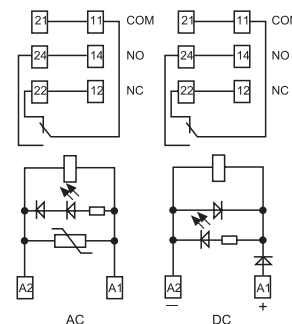 21 11 COM 21 11 COM
24 14 NO 24 14 NO
22 12 NC 22 12 NC
A2 A1 A2 A1
— +
AC DC